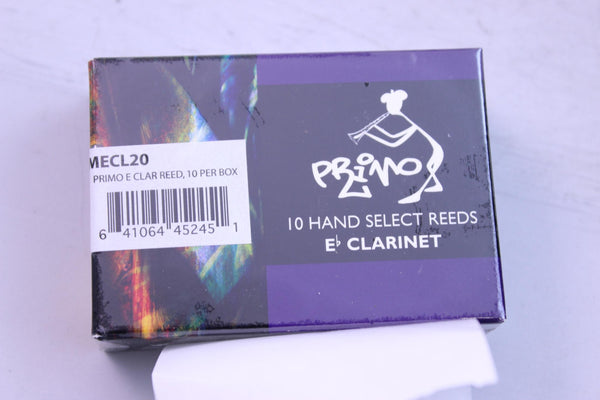 MECL20
PRIMO E CLAR REED, 10 PER BOX
6 41064 45245 1
PRiMO
10 HAND SELECT REEDS
E♭ CLARINET